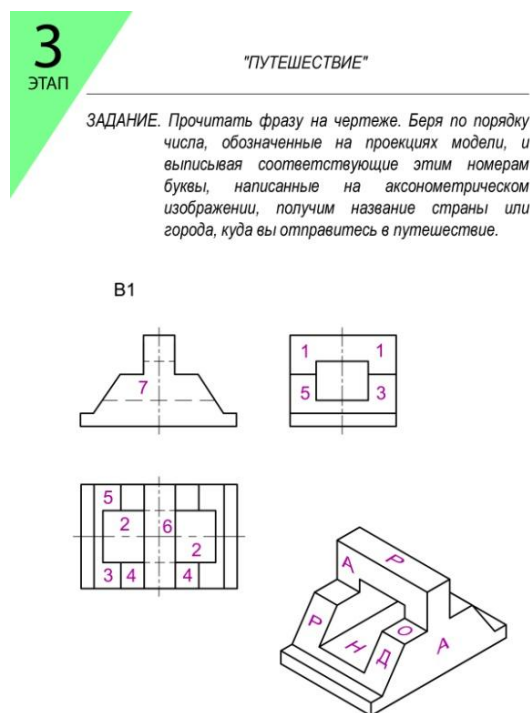 3
ЭТАП
"ПУТЕШЕСТВИЕ"
ЗАДАНИЕ. Прочитать фразу на чертеже. Беря по порядку
числа, обозначенные на проекциях модели, и
выписывая соответствующие этим номерам
буквы, написанные на аксонометрическом
изображении, получим название страны или
города, куда вы отправитесь в путешествие.
В1
7
1 1
5 3
5
2 6
2
3 4 4
А Р
Р О
Н Д А